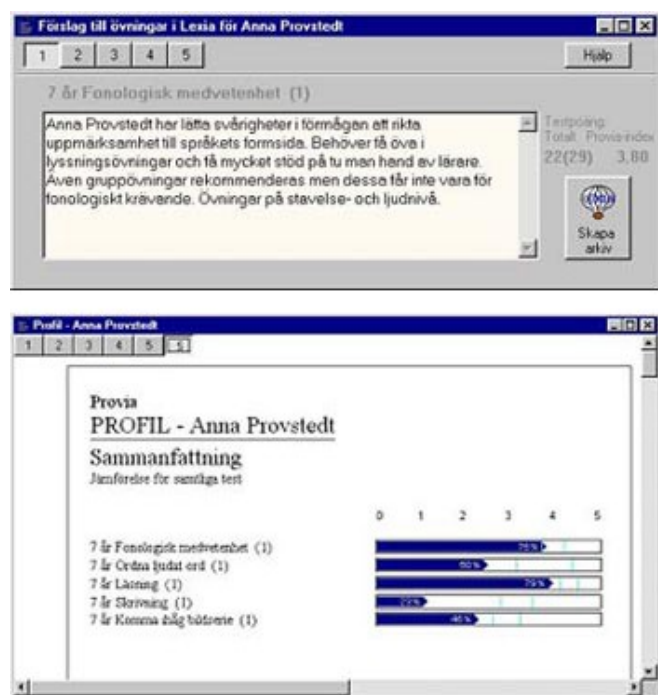 Förslag till övningar i Lexia för Anna Provstedt
1 2 3 4 5
Hjälp
7 år Fonologisk medvetenhet (1)
Anna Provstedt har lätta svårigheter i förmågan att rikta
uppmärksamhet till språkets formsida. Behöver få öva i
lyssningsövningar och få mycket stöd på tu man hand av lärare.
Även gruppövningar rekommenderas men dessa får inte vara för
fonologiskt krävande. Övningar på stavelse- och ljudnivå.
Testpoäng
Totalt Provia-index
22(29) 3,80
Skapa
arkiv
Profil - Anna Provstedt
1 2 3 4 5 S
Provia
PROFIL - Anna Provstedt
Sammanfattning
Jämförelse för samtliga test
0 1 2 3 4 5
7 år Fonologisk medvetenhet (1) 76%
7 år Ordna ljudat ord (1)
7 år Läsning (1) 79%
7 år Skrivning (1)
7 år Komma ihåg bildserie (1) 46%